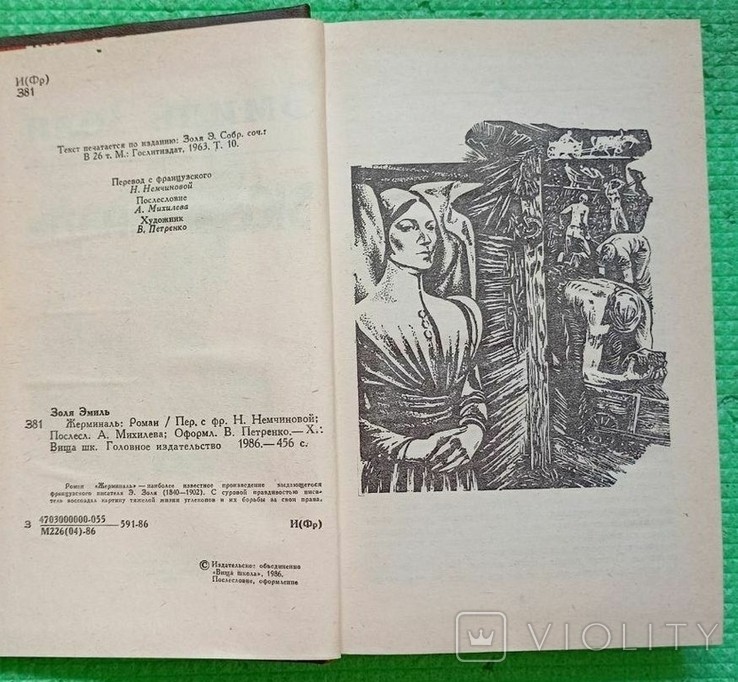 И(Фр)
З81
Текст печатается по изданию: Золя Э. Собр. соч.:
В 26 т. М.: Гослитиздат, 1963. Т. 10.
Перевод с французского
Н. Немчиновой
Послесловие
А. Михилева
Художник
В. Петренко
Золя Эмиль
З81 Жерминаль: Роман / Пер. с фр. Н. Немчиновой;
Послесл. А. Михилева; Оформл. В. Петренко.— Х.:
Вища шк. Головное издательство 1986.— 456 с.
Роман «Жерминаль» — наиболее известное произведение выдающегося
французского писателя Э. Золя (1840—1902). С суровой правдивостью писа-
тель воссоздал картину тяжелой жизни углекопов и их борьбы за свои права.
З 4703000000-055 591-86 И(Фр)
М226(04)-86
© Издательское объединение
«Вища школа», 1986.
Послесловие, оформление
VIOLITY